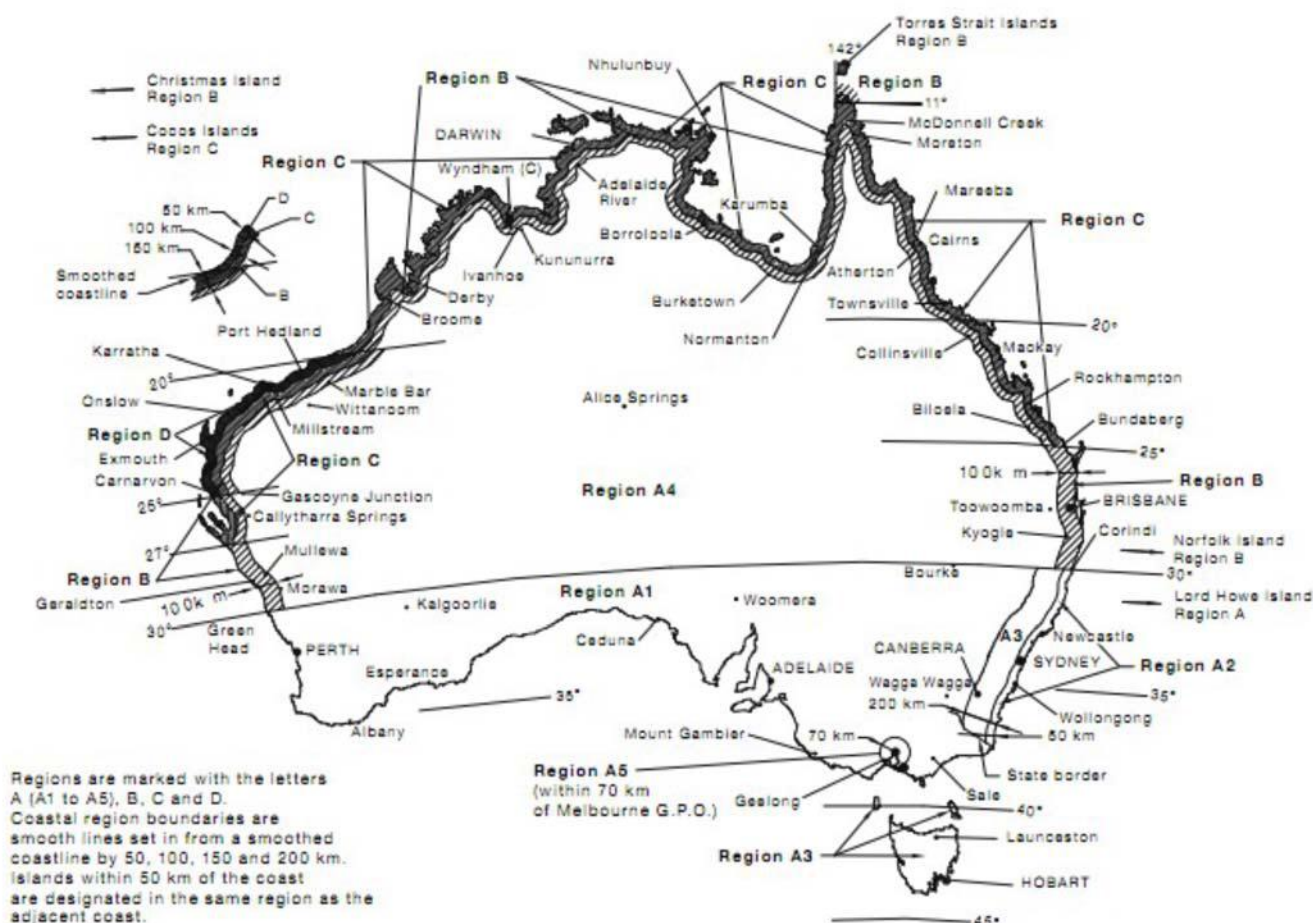 Torres Strait Islands
Region B
142°
Nhulunbuy
Region B
Region C
Region B
Christmas Island
Region B
11°
McDonnell Creek
Cocos Islands
Region C
DARWIN
Moreton
Region C
Wyndham (C)
Adelaide
River
Mareeba
D
50 km
C
100 km
150 km
Karumba
Region C
Borroloola
Cairns
Smoothed
coastline
B
Ivanhoe
Kununurra
Atherton
Derby
Burketown
Townsville
Broome
Port Hedland
Normanton
20°
Collinsville
Mackay
Karratha
20°
Marble Bar
Rockhampton
Onslow
Wittanoom
Alice Springs
Biloela
Millstream
Bundaberg
Region D
Exmouth
Region C
25°
Carnarvon
100k m
Region B
Gascoyne Junction
Region A4
25°
Toowoomba
BRISBANE
Callytharra Springs
Kyogle
Corindi
27°
Mullewa
Norfolk Island
Region B
Region B
Bourke
30°
Geraldton
100k m
Morawa
Region A1
Lord Howe Island
Region A
30°
Green
Head
Kalgoorlie
Woomera
Ceduna
A3
Newcastle
PERTH
CANBERRA
SYDNEY
Region A2
Esperance
ADELAIDE
Wagga Wagga
35°
35°
200 km
Wollongong
Albany
Mount Gambier
70 km
50 km
Region A5
(within 70 km
of Melbourne G.P.O.)
State border
Geelong
Sale
40°
Launceston
Region A3
HOBART
45°
Regions are marked with the letters
A (A1 to A5), B, C and D.
Coastal region boundaries are
smooth lines set in from a smoothed
coastline by 50, 100, 150 and 200 km.
Islands within 50 km of the coast
are designated in the same region as the
adjacent coast.